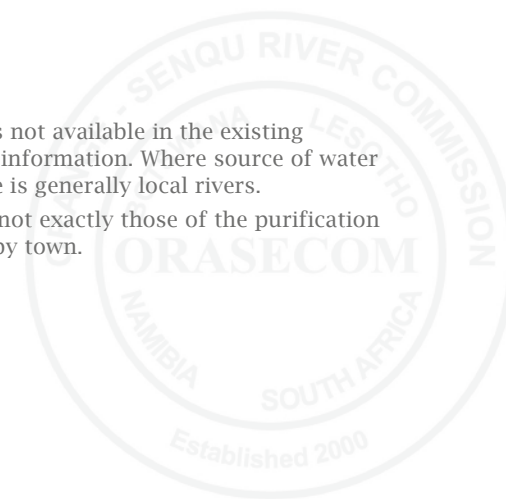 s not available in the existing
information. Where source of water
e is generally local rivers.
not exactly those of the purification
by town.
ORANGE - SENQU RIVER COMMISSION
BOTSWANA LESOTHO
ORASECOM
NAMIBIA SOUTH AFRICA
Established 2000